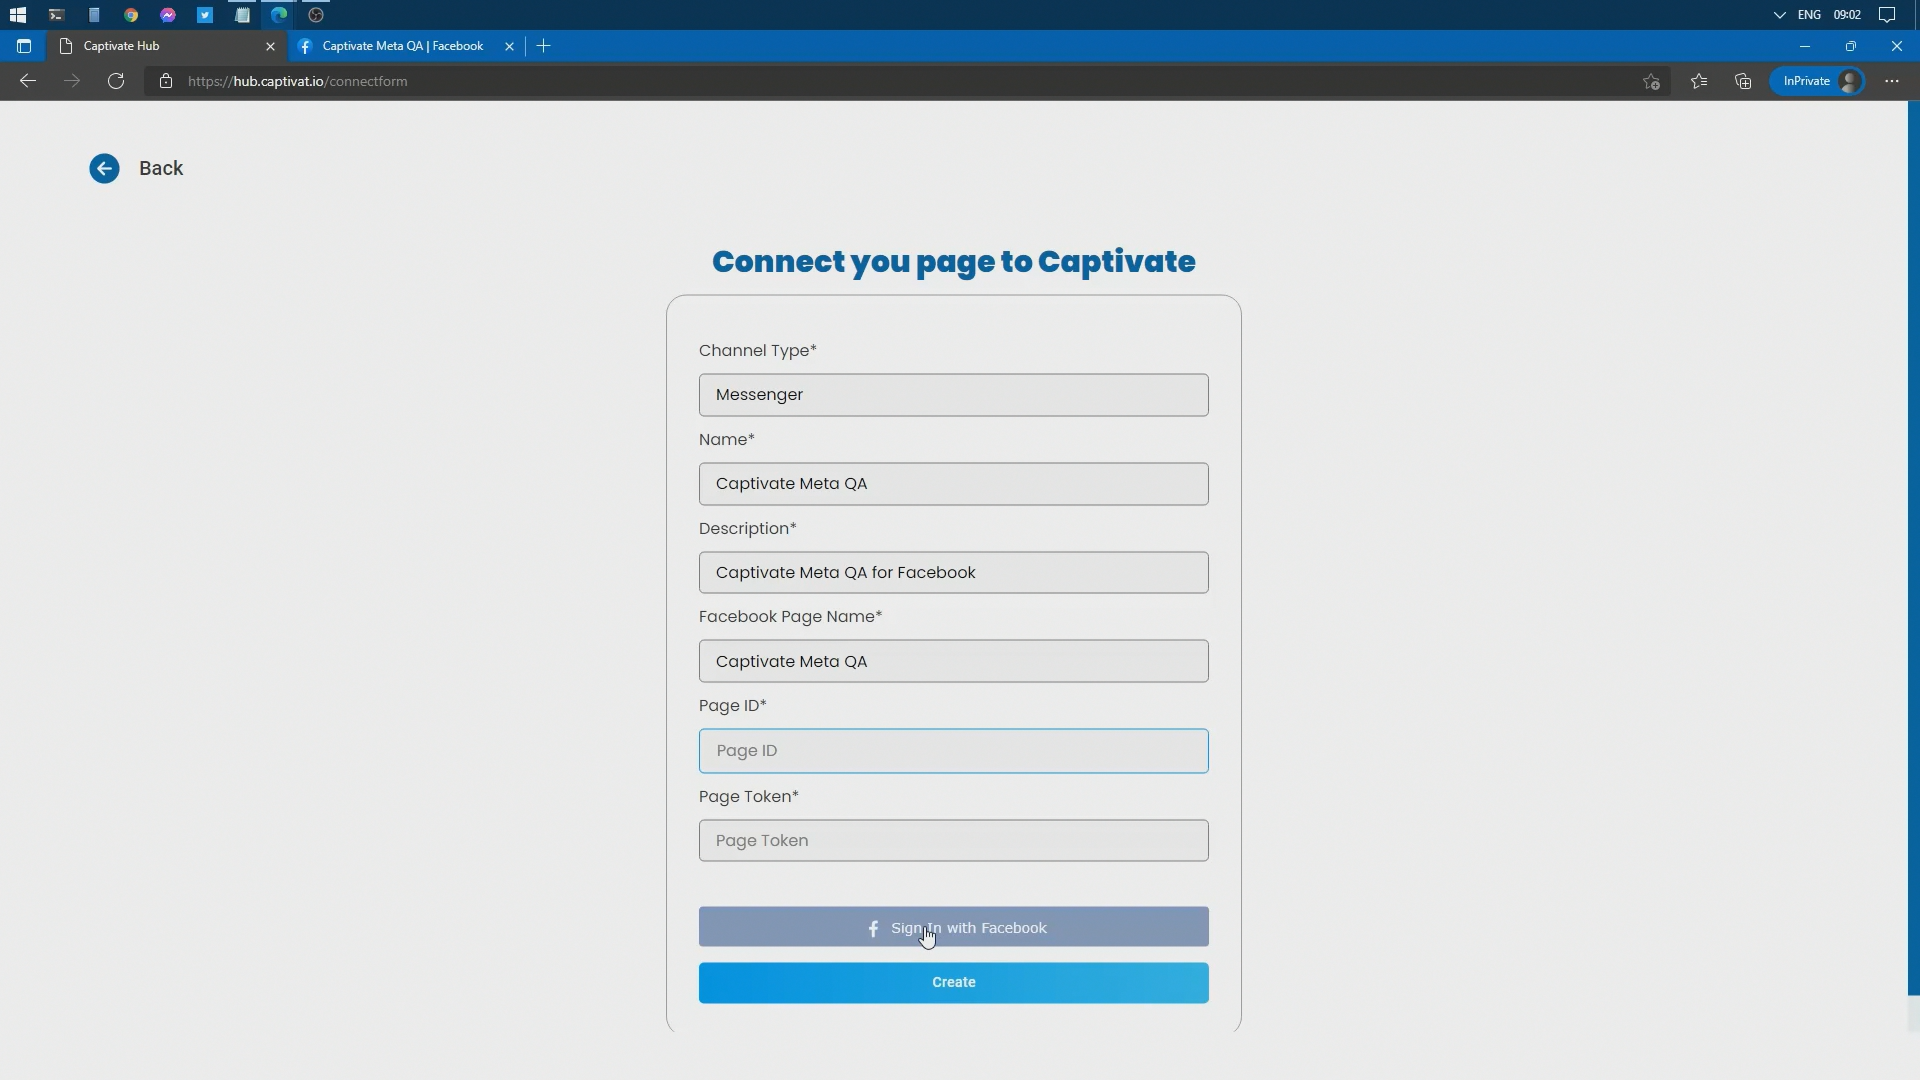 ENG 09:02
Captivate Hub
Captivate Meta QA | Facebook
https://hub.captivat.io/connectform
InPrivate
Back
Connect you page to Captivate
Channel Type*
Messenger
Name*
Captivate Meta QA
Description*
Captivate Meta QA for Facebook
Facebook Page Name*
Captivate Meta QA
Page ID*
Page ID
Page Token*
Page Token
Sign In with Facebook
Create